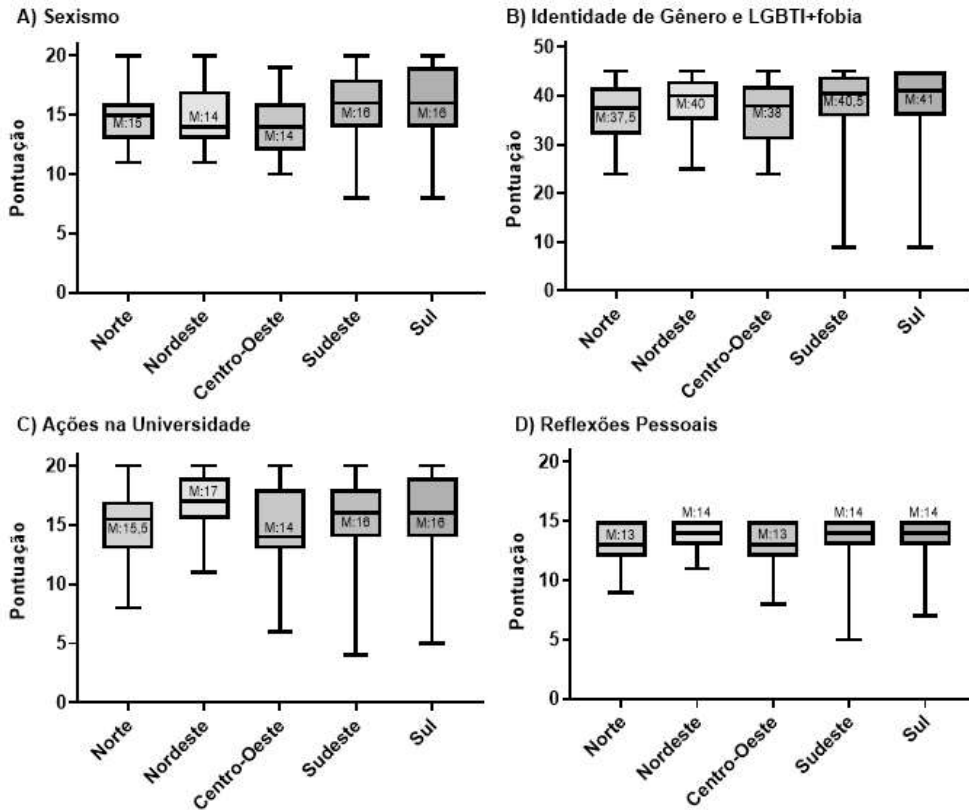 A) Sexismo
Pontuação
20
15
10
5
0
M:15
M:14
M:14
M:16
M:16
Norte
Nordeste
Centro-Oeste
Sudeste
Sul
B) Identidade de Gênero e LGBTI+fobia
Pontuação
50
40
30
20
10
0
M:37,5
M:40
M:38
M:40,5
M:41
Norte
Nordeste
Centro-Oeste
Sudeste
Sul
C) Ações na Universidade
Pontuação
20
15
10
5
0
M:15,5
M:17
M:14
M:16
M:16
Norte
Nordeste
Centro-Oeste
Sudeste
Sul
D) Reflexões Pessoais
Pontuação
20
15
10
5
0
M:13
M:14
M:13
M:14
M:14
Norte
Nordeste
Centro-Oeste
Sudeste
Sul